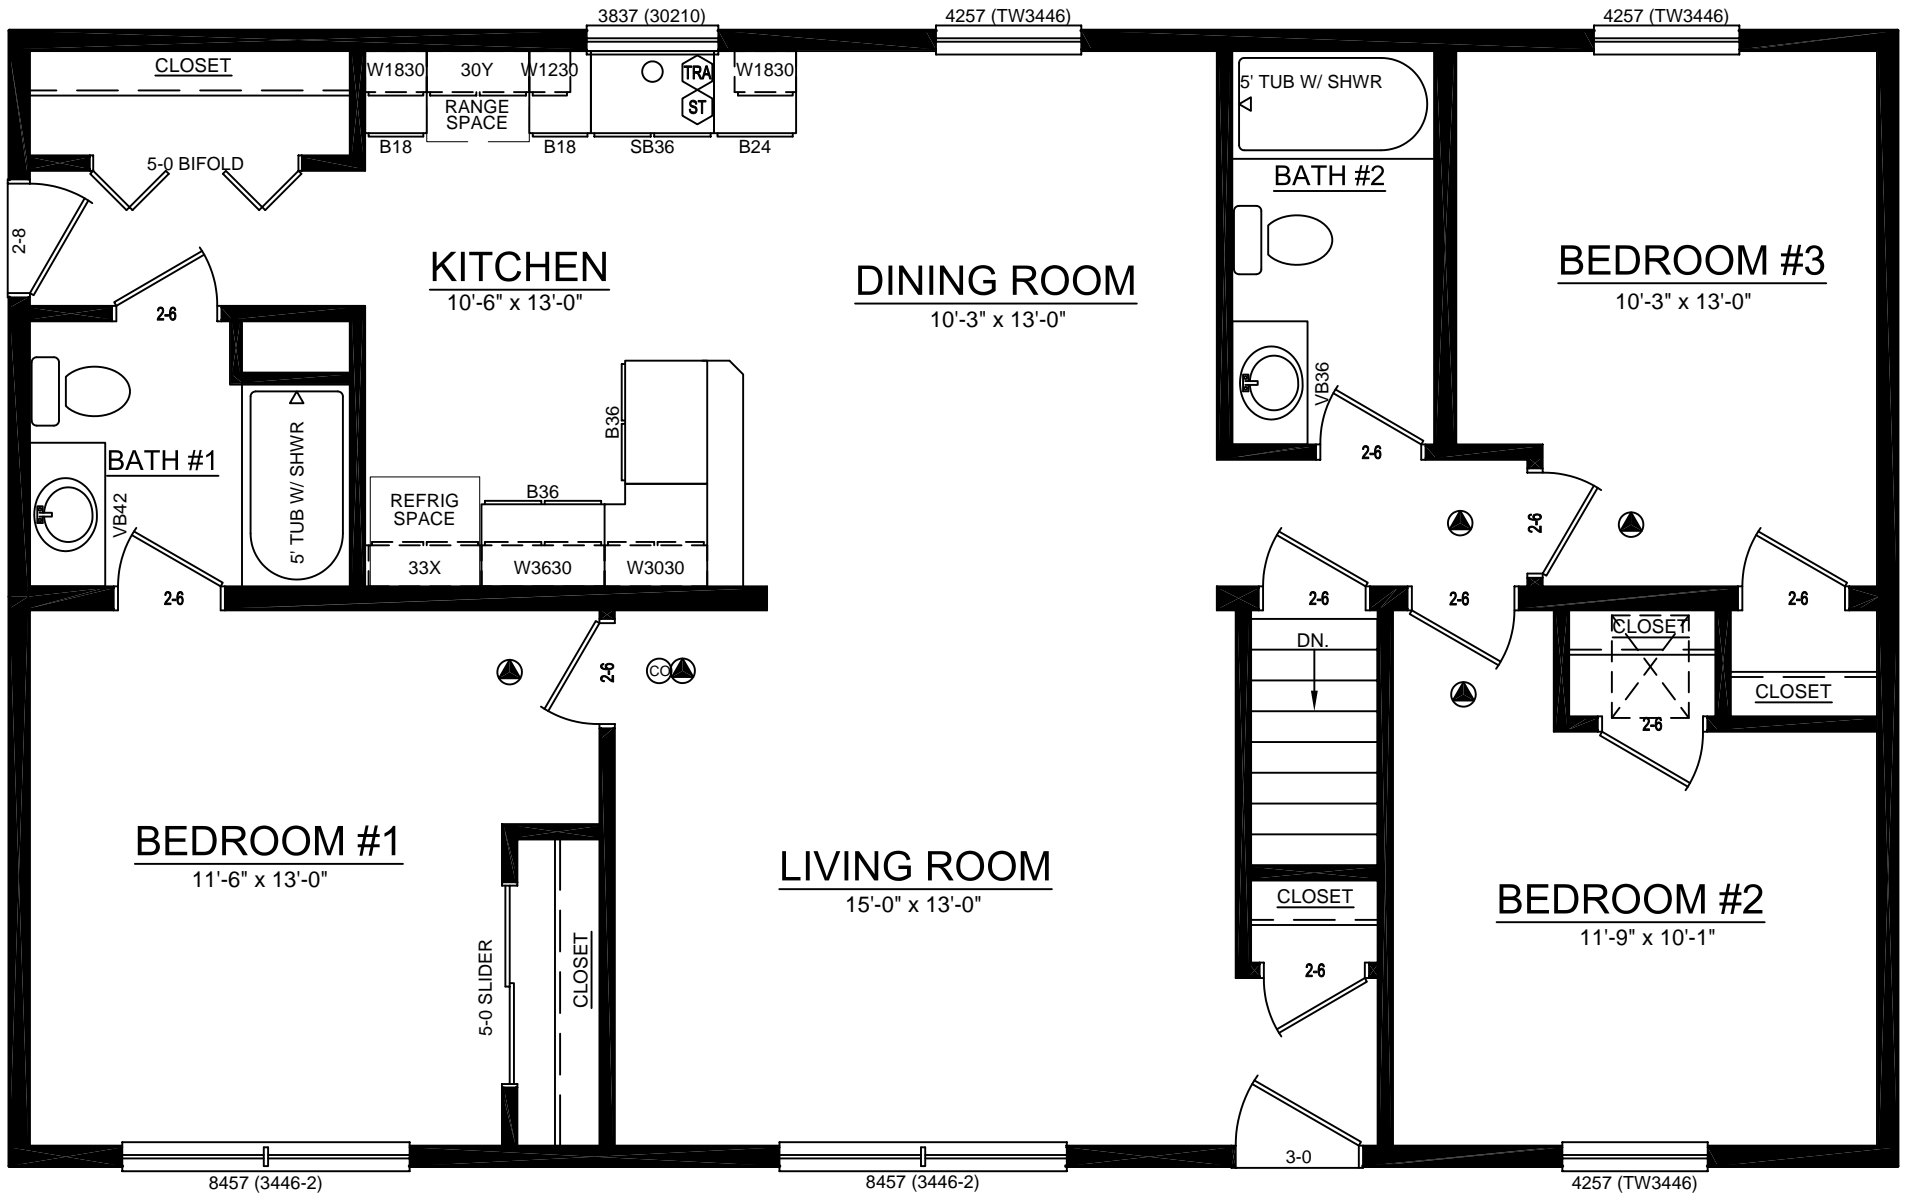 3837 (30210)
4257 (TW3446)
4257 (TW3446)
CLOSET
W1830
30Y
W1230
TRA
W1830
5' TUB W/ SHWR
RANGE
SPACE
ST
B18
B18
SB36
B24
5-0 BIFOLD
BATH #2
2-8
KITCHEN
10'-6" x 13'-0"
DINING ROOM
10'-3" x 13'-0"
BEDROOM #3
10'-3" x 13'-0"
2-6
VB36
B36
BATH #1
5' TUB W/ SHWR
VB42
REFRIG
SPACE
B36
33X
W3630
W3030
2-6
2-6
2-6
2-6
2-6
2-6
DN.
CLOSET
2-6
CO
CLOSET
2-6
BEDROOM #1
11'-6" x 13'-0"
LIVING ROOM
15'-0" x 13'-0"
CLOSET
BEDROOM #2
11'-9" x 10'-1"
5-0 SLIDER
CLOSET
2-6
3-0
8457 (3446-2)
8457 (3446-2)
4257 (TW3446)